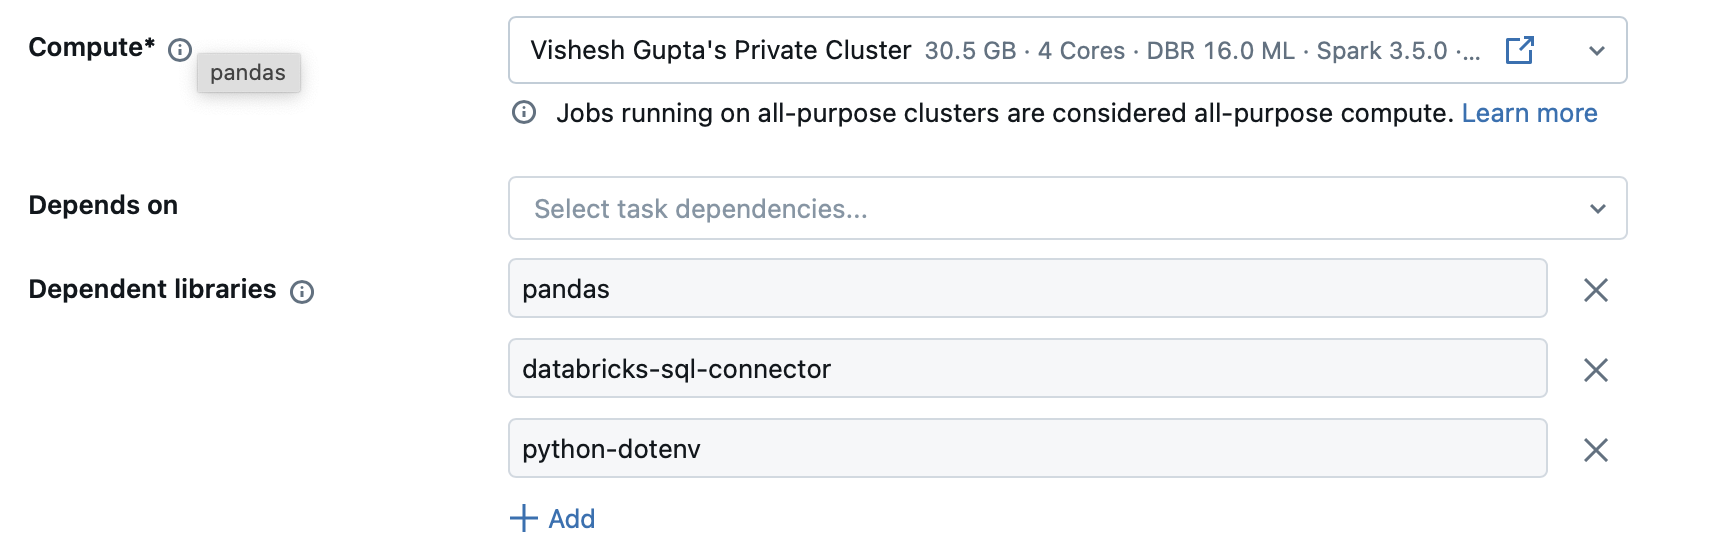 Compute*
pandas
Vishesh Gupta's Private Cluster 30.5 GB · 4 Cores · DBR 16.0 ML · Spark 3.5.0 ·...
Jobs running on all-purpose clusters are considered all-purpose compute. Learn more
Depends on
Select task dependencies...
Dependent libraries
pandas
databricks-sql-connector
python-dotenv
Add